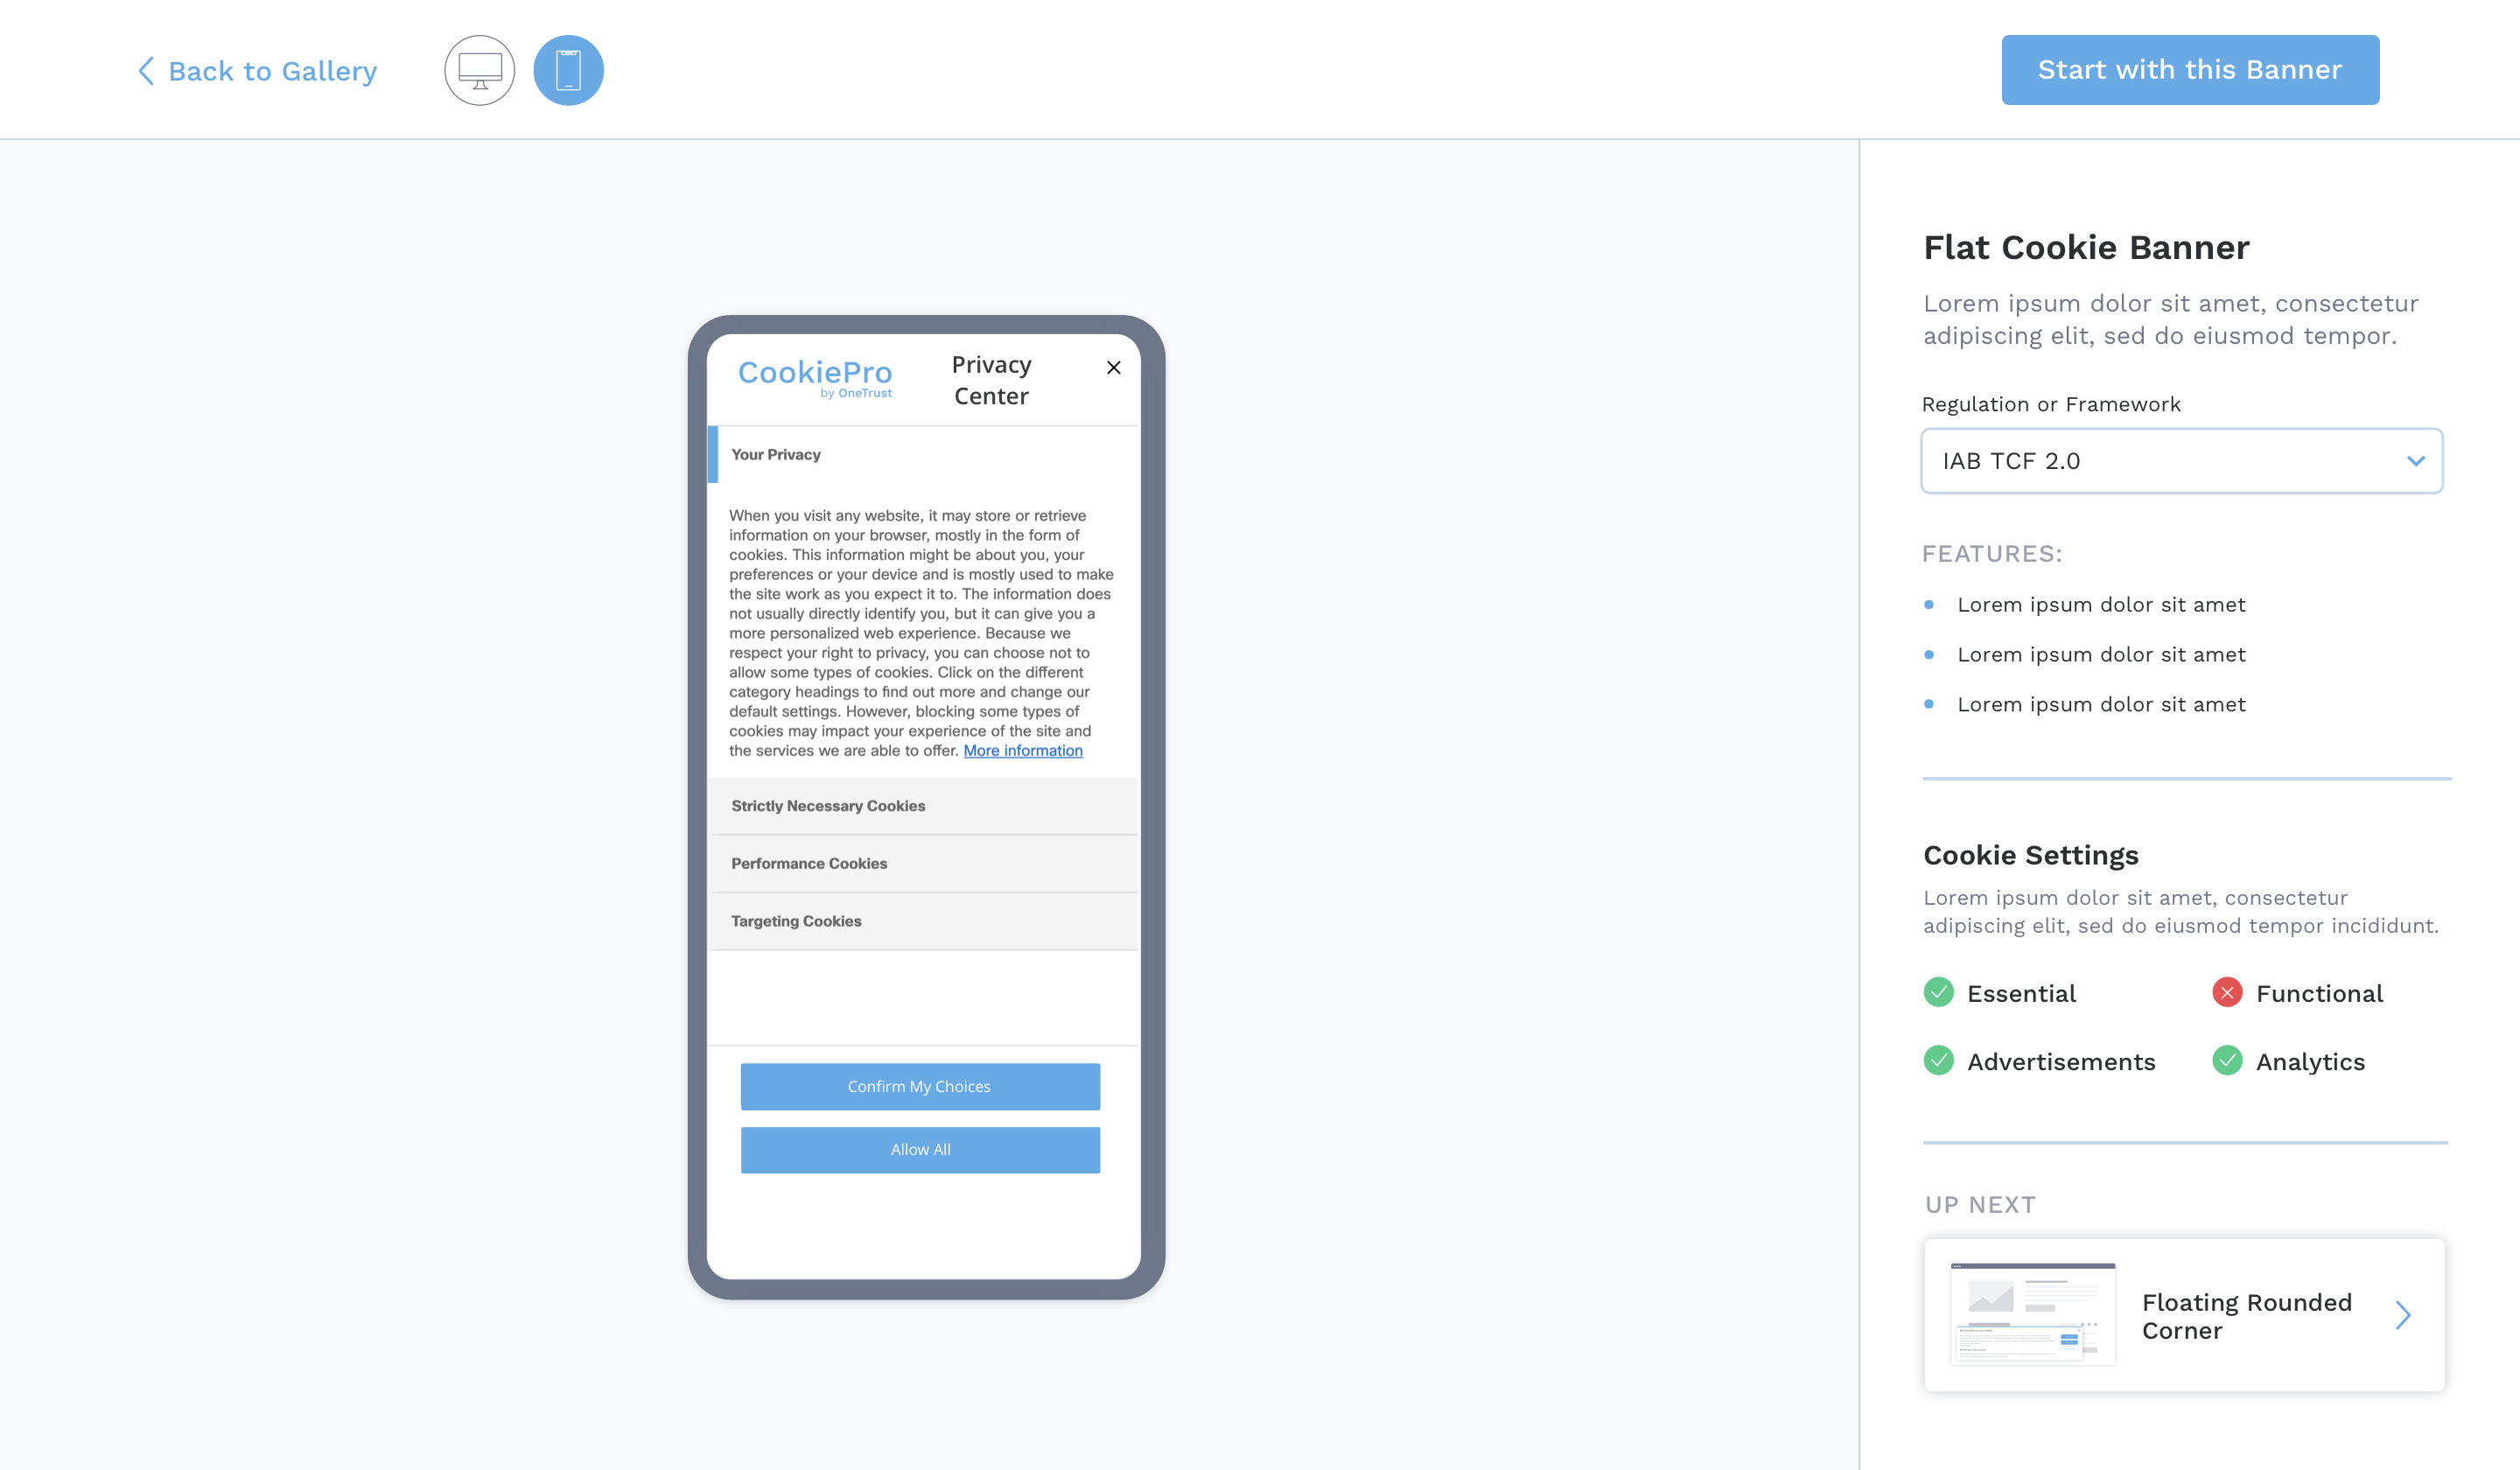 Back to Gallery
Start with this Banner
CookiePro
by OneTrust
Privacy
Center
Your Privacy
When you visit any website, it may store or retrieve
information on your browser, mostly in the form of
cookies. This information might be about you, your
preferences or your device and is mostly used to make
the site work as you expect it to. The information does
not usually directly identify you, but it can give you a
more personalized web experience. Because we
respect your right to privacy, you can choose not to
allow some types of cookies. Click on the different
category headings to find out more and change our
default settings. However, blocking some types of
cookies may impact your experience of the site and
the services we are able to offer. More information
Strictly Necessary Cookies
Performance Cookies
Targeting Cookies
Confirm My Choices
Allow All
Flat Cookie Banner
Lorem ipsum dolor sit amet, consectetur
adipiscing elit, sed do eiusmod tempor.
Regulation or Framework
IAB TCF 2.0
FEATURES:
Lorem ipsum dolor sit amet
Lorem ipsum dolor sit amet
Lorem ipsum dolor sit amet
Cookie Settings
Lorem ipsum dolor sit amet, consectetur
adipiscing elit, sed do eiusmod tempor incididunt.
Essential
Functional
Advertisements
Analytics
UP NEXT
Floating Rounded
Corner